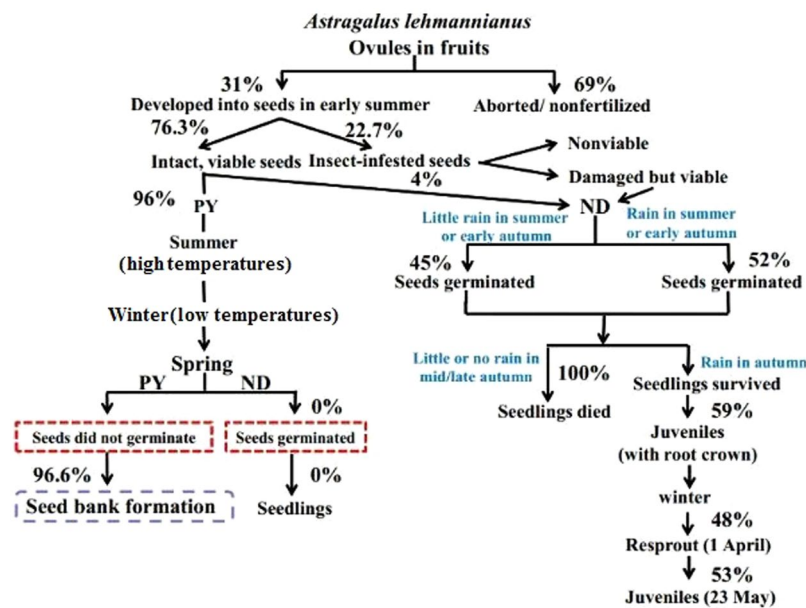 Astragalus lehmannianus
Ovules in fruits
31%
69%
Developed into seeds in early summer
Aborted/ nonfertilized
76.3%
22.7%
Nonviable
Intact, viable seeds
Insect-infested seeds
Damaged but viable
4%
96%
PY
ND
Little rain in summer
or early autumn
Rain in summer
or early autumn
Summer
(high temperatures)
45%
52%
Seeds germinated
Seeds germinated
Winter(low temperatures)
Spring
PY
ND
Little or no rain in
mid/late autumn
100%
Rain in autumn
Seedlings died
Seedlings survived
0%
59%
Seeds did not germinate
Seeds germinated
Juveniles
(with root crown)
96.6%
0%
winter
Seed bank formation
Seedlings
48%
Resprout (1 April)
53%
Juveniles (23 May)